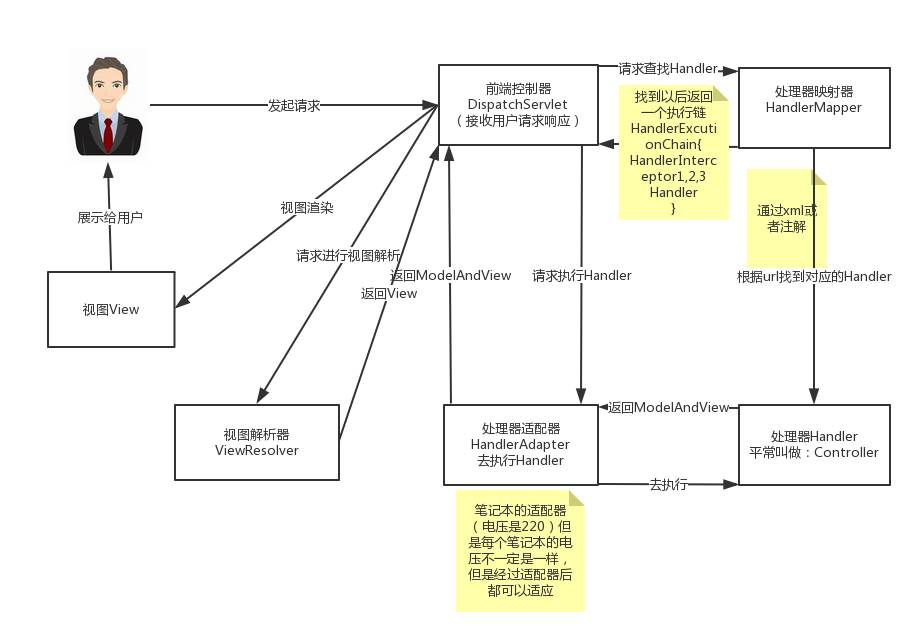 前端控制器
DispatchServlet
（接收用户请求响应）
请求查找Handler
处理器映射器
HandlerMapper
发起请求
找到以后返回
一个执行链
HandlerExcuti
onChain{
HandlerInterc
eptor1,2,3
Handler
}
展示给用户
视图渲染
通过xml或
者注解
请求进行视图解析
返回ModelAndView
请求执行Handler
根据url找到对应的Handler
返回View
视图View
视图解析器
ViewResolver
处理器适配器
HandlerAdapter
去执行Handler
返回ModelAndView
处理器Handler
平常叫做：Controller
去执行
笔记本的适配器
（电压是220）但
是每个笔记本的电
压不一定是一样，
但是经过适配器后
都可以适应